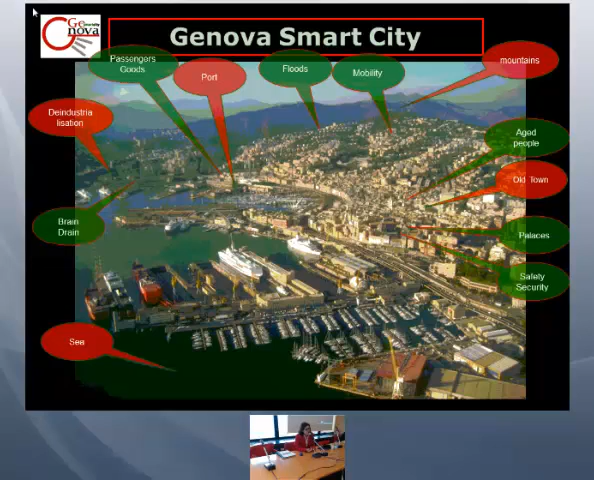 Genova
Genova Smart City
Passengers
Goods
Port
Floods
Mobility
mountains
Deindustria
lisation
Aged
people
Old Town
Brain
Drain
Palaces
Safety
Security
Sea